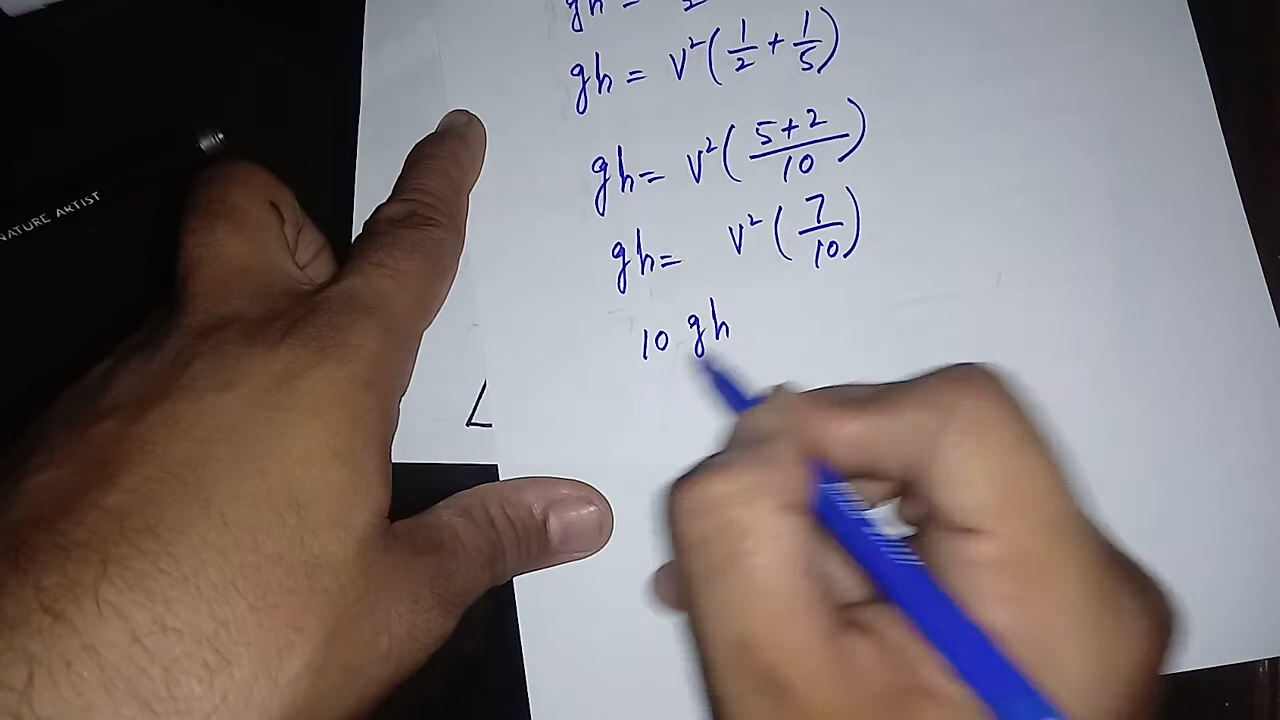 gh =
gh = v²(1/2 + 1/5)
gh = v²((5+2)/10)
gh = v²(7/10)
10 gh
NATURE ARTIST